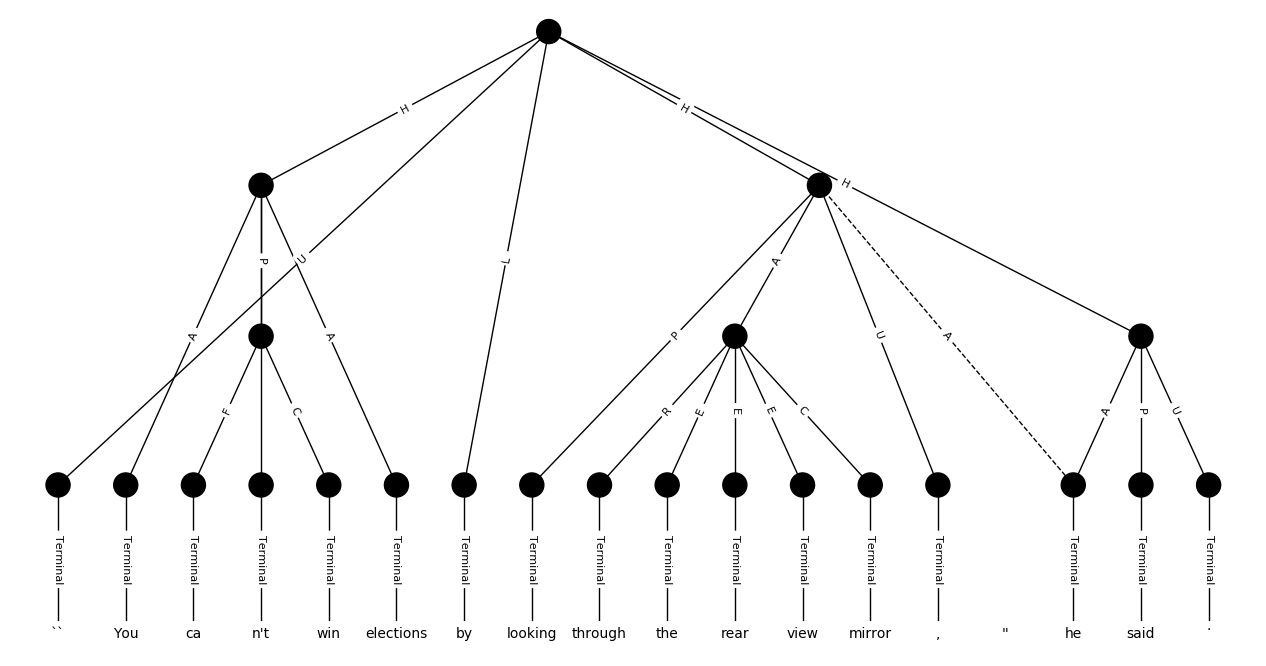 H
H
H
P
U
L
A
A
A
P
U
A
F
C
R
E
E
E
C
A
P
U
Terminal Terminal Terminal Terminal Terminal Terminal Terminal Terminal Terminal Terminal Terminal Terminal Terminal Terminal Terminal Terminal Terminal
`` You ca n't win elections by looking through the rear view mirror , " he said .